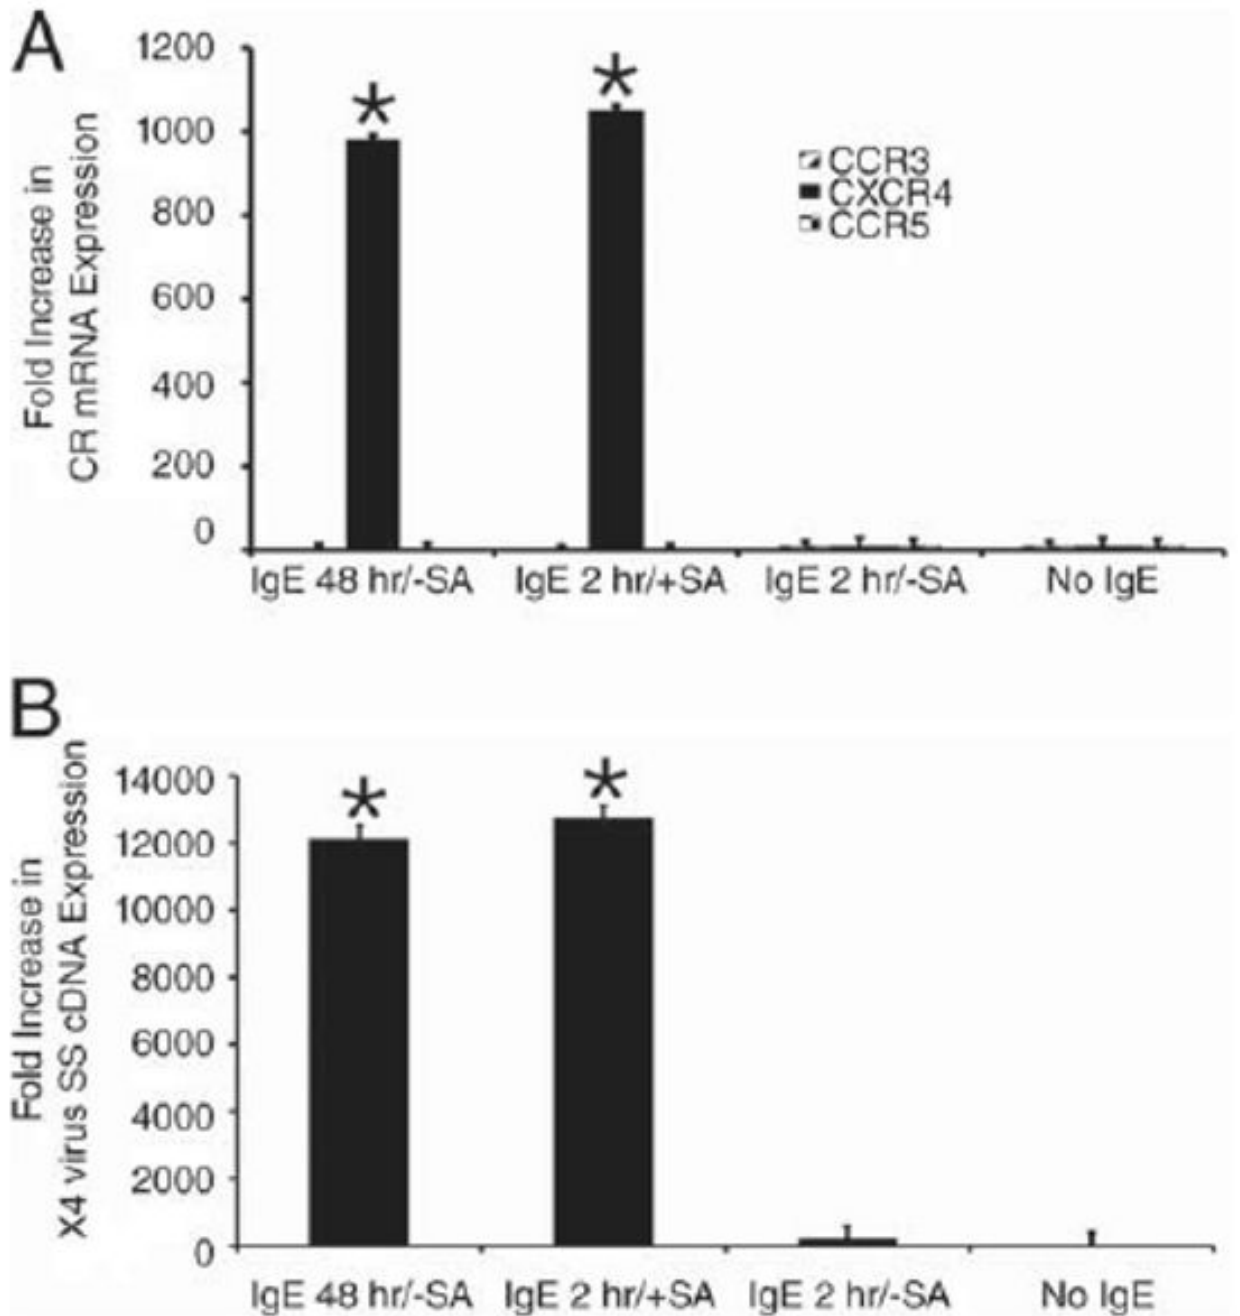 A
1200
1000
800
600
400
200
0
Fold Increase in
CR mRNA Expression
*
*
CCR3
CXCR4
CCR5
IgE 48 hr/-SA IgE 2 hr/+SA IgE 2 hr/-SA No IgE
B
14000
12000
10000
8000
6000
4000
2000
0
Fold Increase in
X4 virus SS cDNA Expression
*
*
IgE 48 hr/-SA IgE 2 hr/+SA IgE 2 hr/-SA No IgE